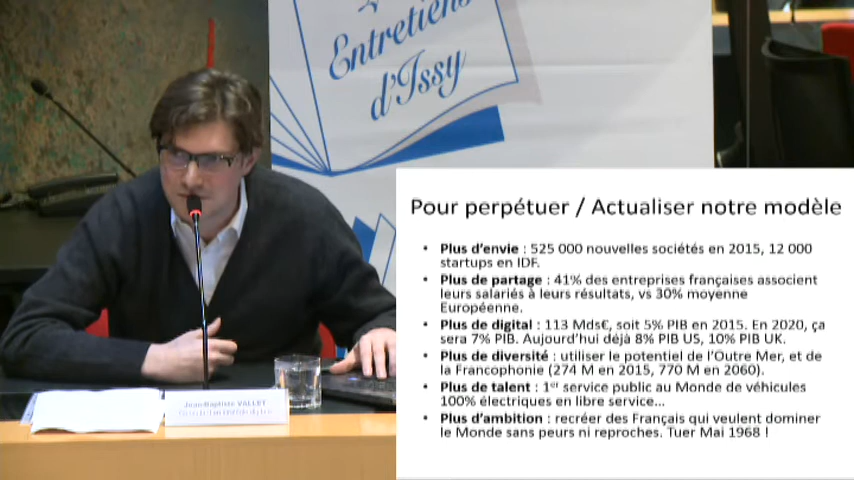 Entretiens
d'Issy
Pour perpétuer / Actualiser notre modèle
• Plus d'envie : 525 000 nouvelles sociétés en 2015, 12 000
startups en IDF.
• Plus de partage : 41% des entreprises françaises associent
leurs salariés à leurs résultats, vs 30% moyenne
Européenne.
• Plus de digital : 113 Mds€, soit 5% PIB en 2015. En 2020, ça
sera 7% PIB. Aujourd'hui déjà 8% PIB US, 10% PIB UK.
• Plus de diversité : utiliser le potentiel de l'Outre Mer, et de
la Francophonie (274 M en 2015, 770 M en 2060).
• Plus de talent : 1er service public au Monde de véhicules
100% électriques en libre service...
• Plus d'ambition : recréer des Français qui veulent dominer
le Monde sans peurs ni reproches. Tuer Mai 1968 !
Jean-Baptiste VALLET